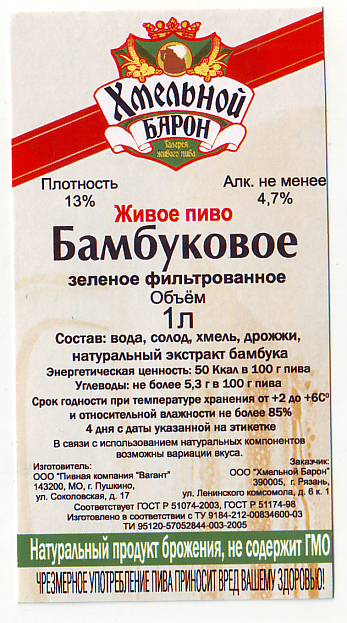 Хмельной
БАРОН
Галерея
живого пива
Плотность
13%
Алк. не менее
4,7%
Живое пиво
Бамбуковое
зеленое фильтрованное
Объём
1л
Состав: вода, солод, хмель, дрожжи,
натуральный экстракт бамбука
Энергетическая ценность: 50 Ккал в 100 г пива
Углеводы: не более 5,3 г в 100 г пива
Срок годности при температуре хранения от +2 до +6С°
и относительной влажности не более 85%
4 дня с даты указанной на этикетке
В связи с использованием натуральных компонентов
возможны вариации вкуса.
Изготовитель:
ООО "Пивная компания "Вагант"
143200, МО, г. Пушкино,
ул. Соколовская, д. 17
Заказчик:
ООО "Хмельной Барон"
390005, г. Рязань,
ул. Ленинского комсомола, д. 6 к. 1
Соответствует ГОСТ Р 51074-2003, ГОСТ Р 51174-98
Изготовлено в соответствии с ТУ 9184-212-00834600-03
ТИ 95120-57052844-003-2005
Натуральный продукт брожения, не содержит ГМО
ЧРЕЗМЕРНОЕ УПОТРЕБЛЕНИЕ ПИВА ПРИНОСИТ ВРЕД ВАШЕМУ ЗДОРОВЬЮ!